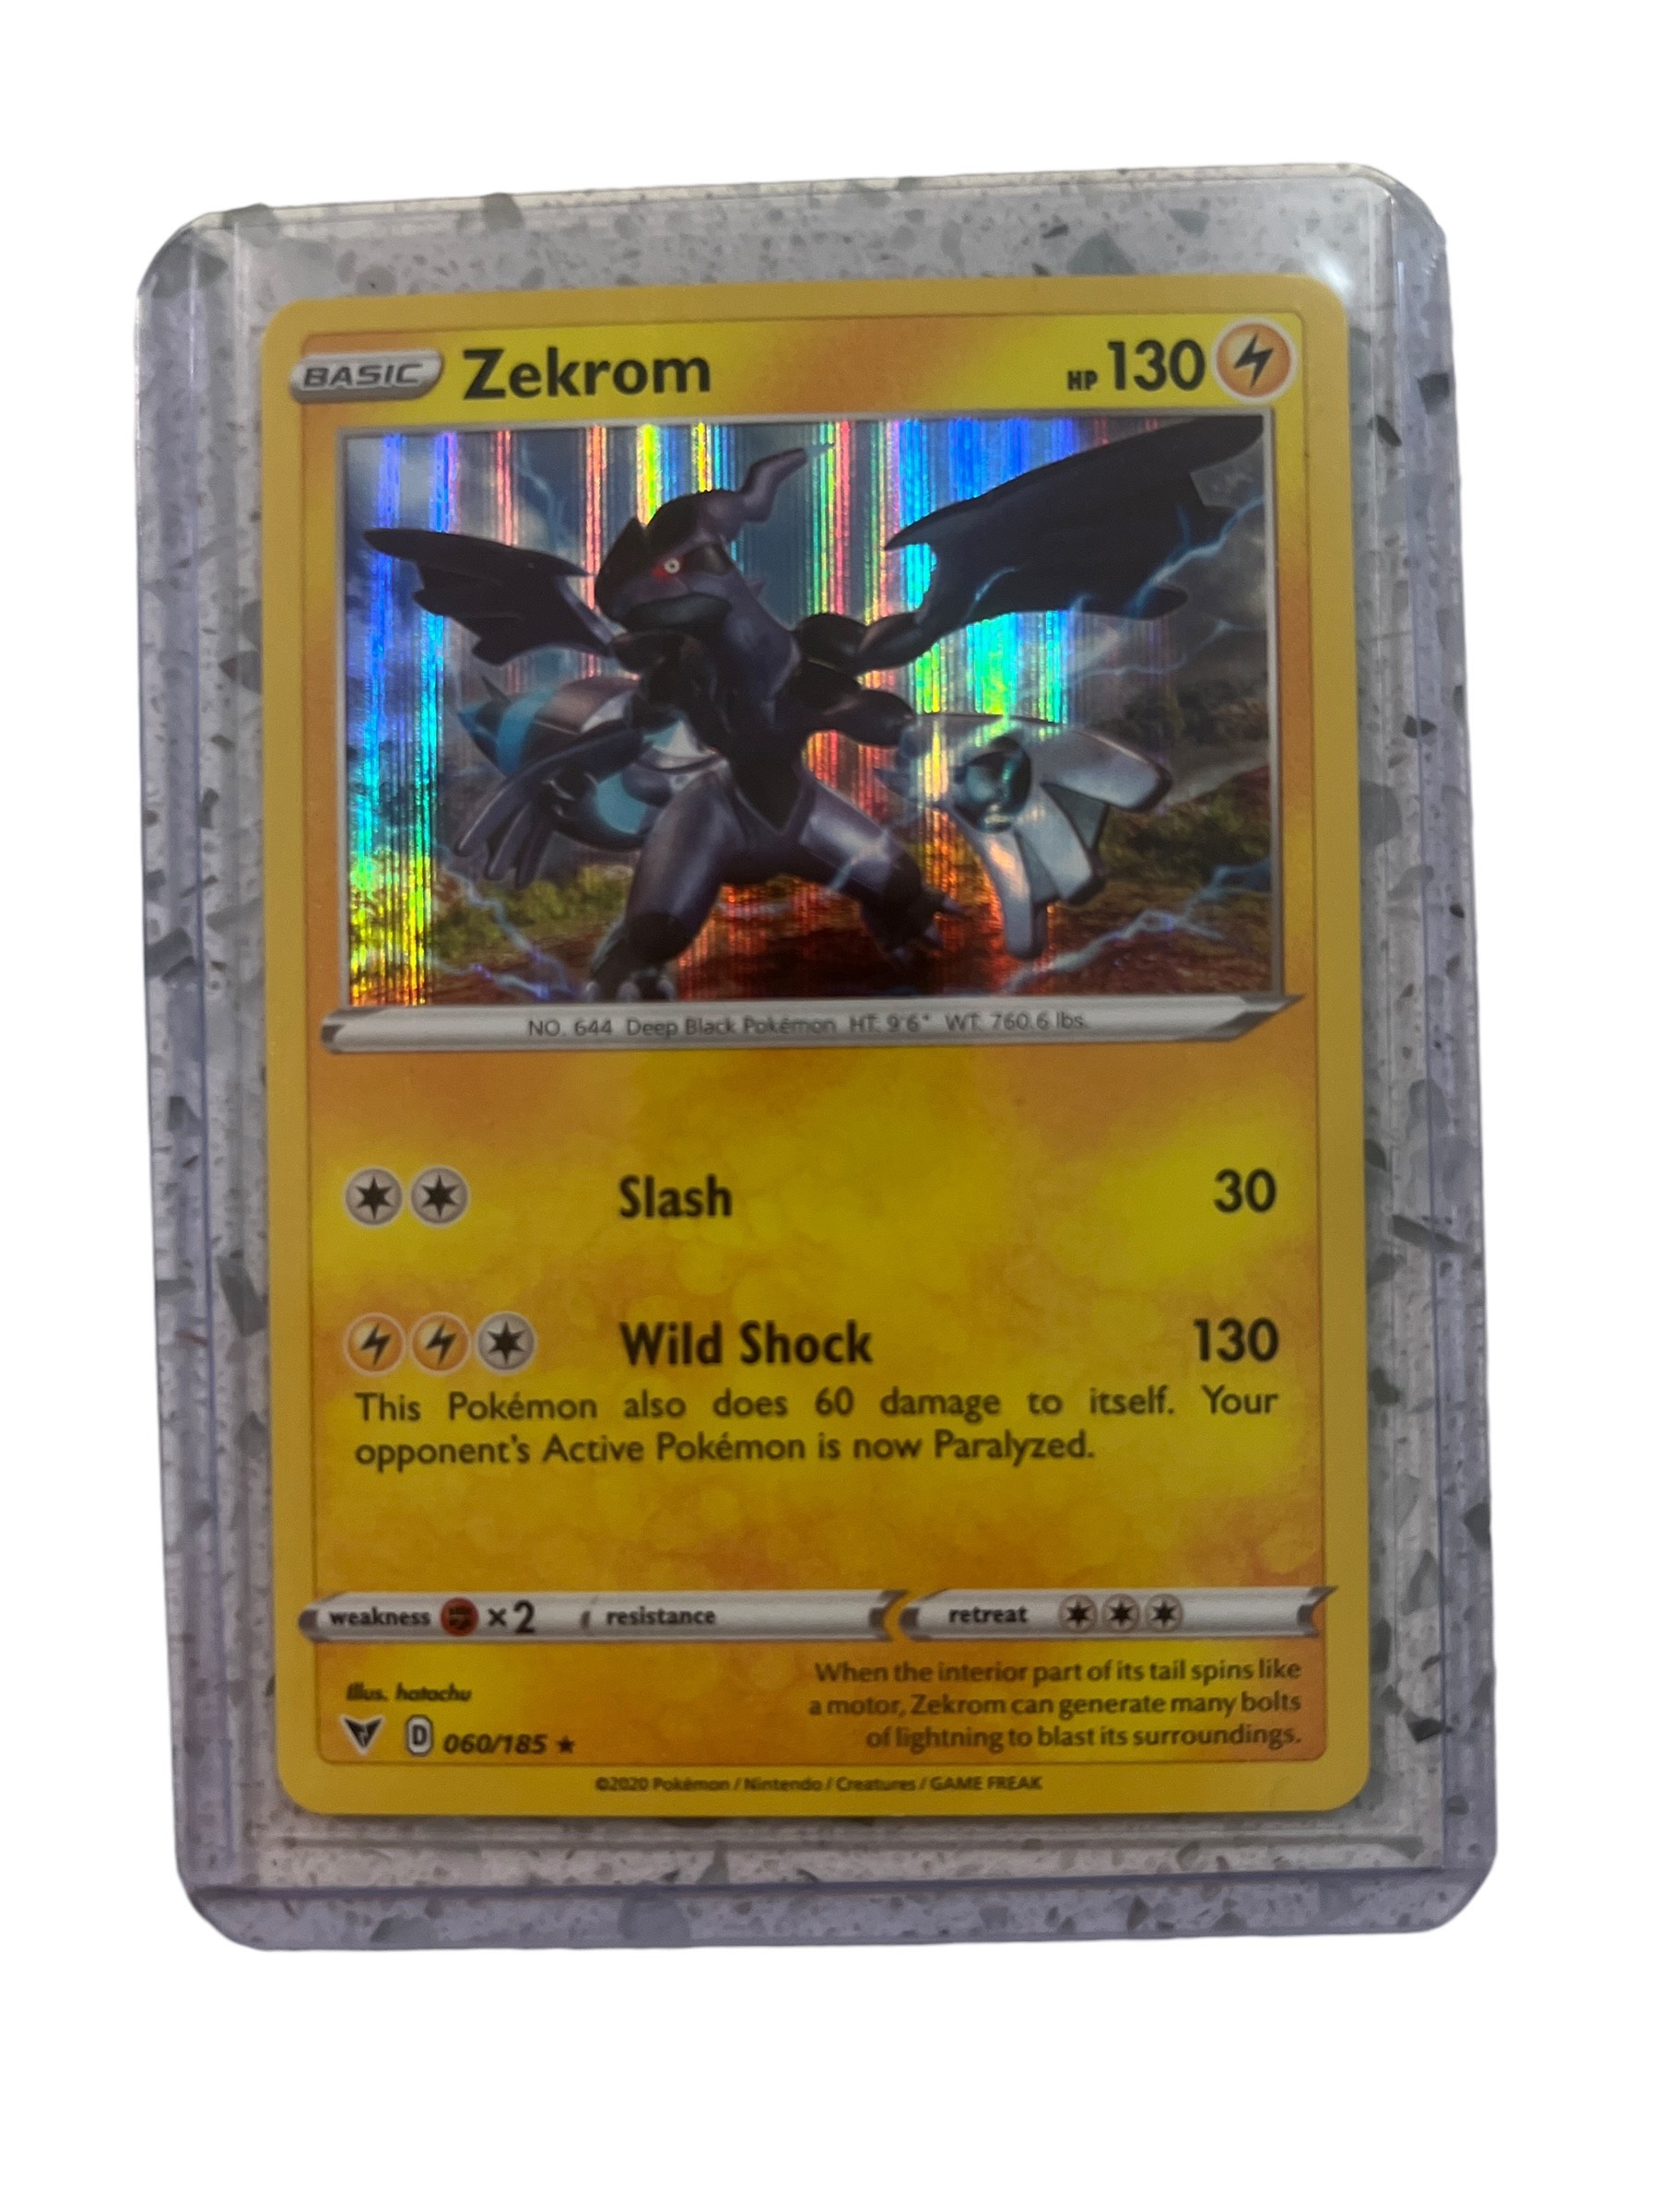 BASIC Zekrom HP 130
NO. 644 Deep Black Pokémon HT: 9'6" WT: 760.6 lbs.
Slash 30
Wild Shock 130
This Pokémon also does 60 damage to itself. Your
opponent's Active Pokémon is now Paralyzed.
weakness ×2 resistance retreat
When the interior part of its tail spins like
a motor, Zekrom can generate many bolts
of lightning to blast its surroundings.
Illus. hatachu
D 060/185 ★
©2020 Pokémon / Nintendo / Creatures / GAME FREAK